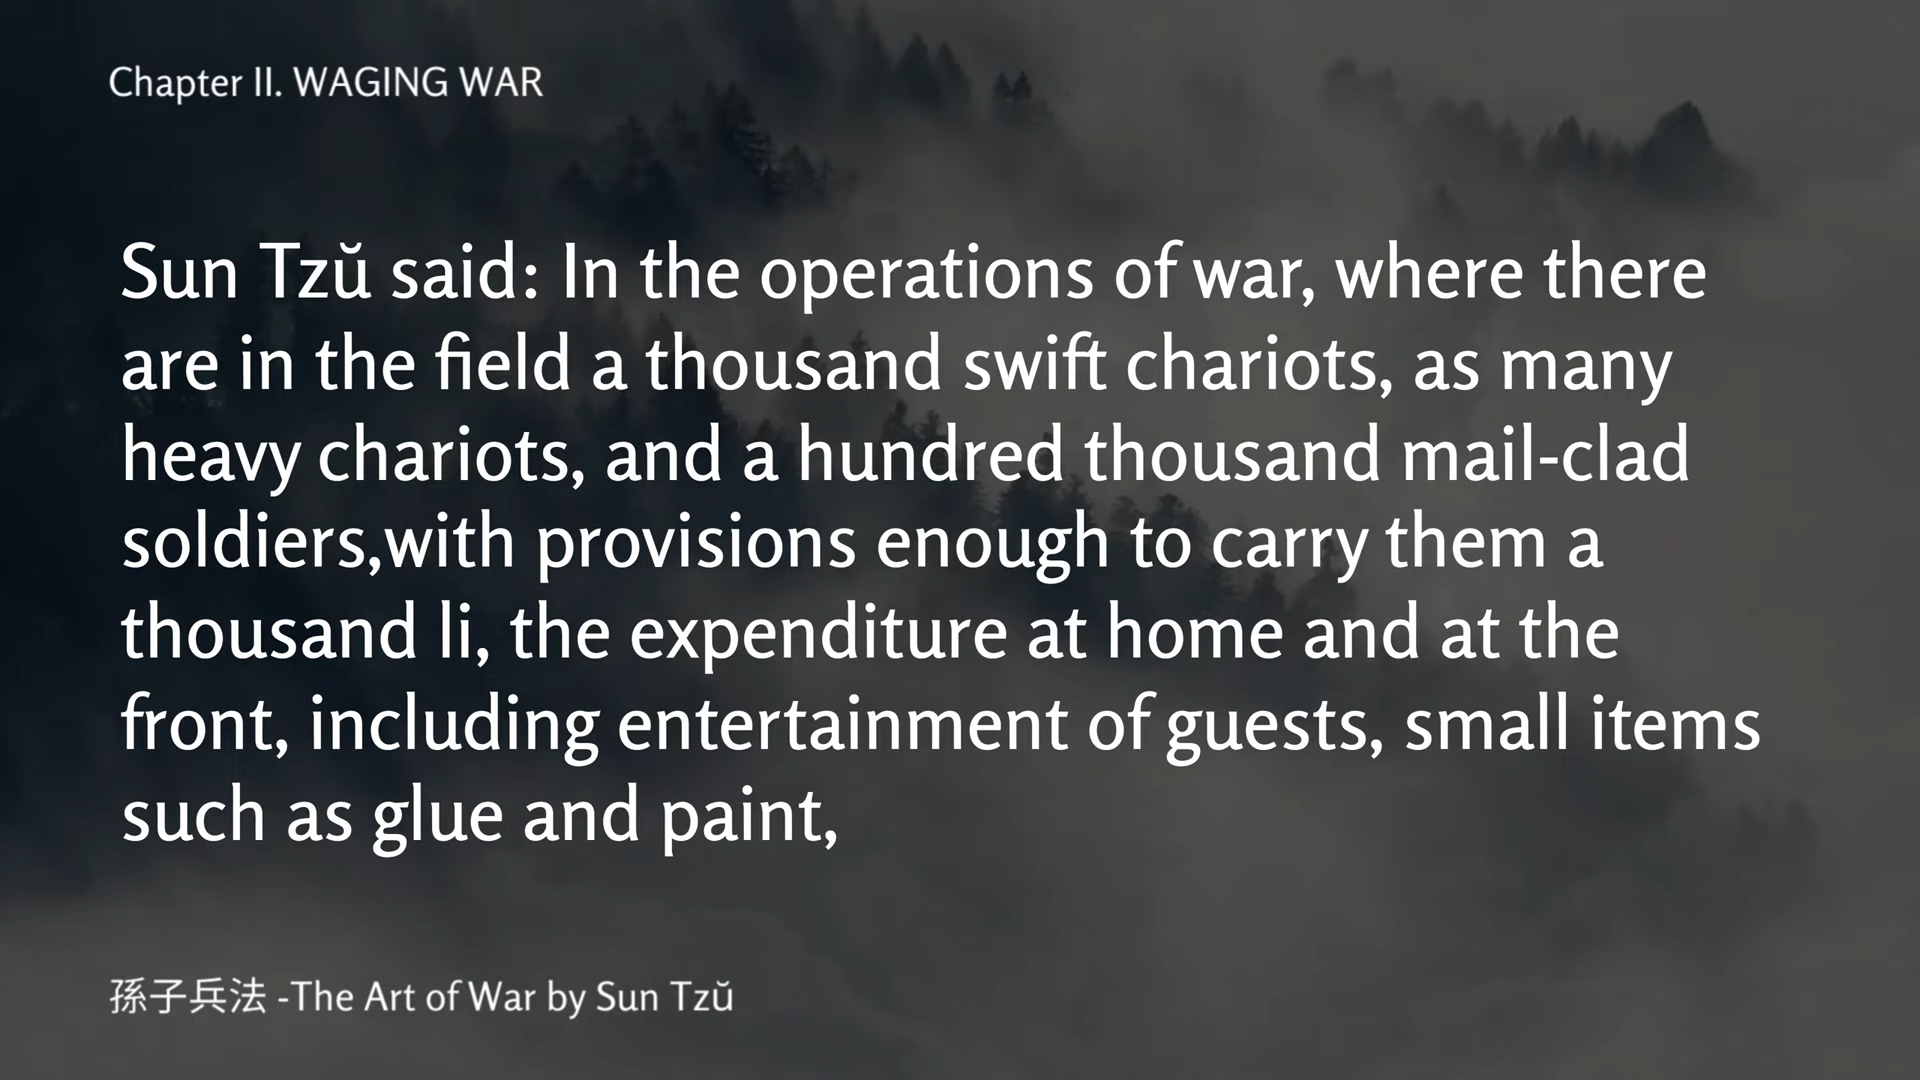 Chapter II. WAGING WAR
Sun Tzŭ said: In the operations of war, where there
are in the field a thousand swift chariots, as many
heavy chariots, and a hundred thousand mail-clad
soldiers,with provisions enough to carry them a
thousand li, the expenditure at home and at the
front, including entertainment of guests, small items
such as glue and paint,
孫子兵法 -The Art of War by Sun Tzŭ